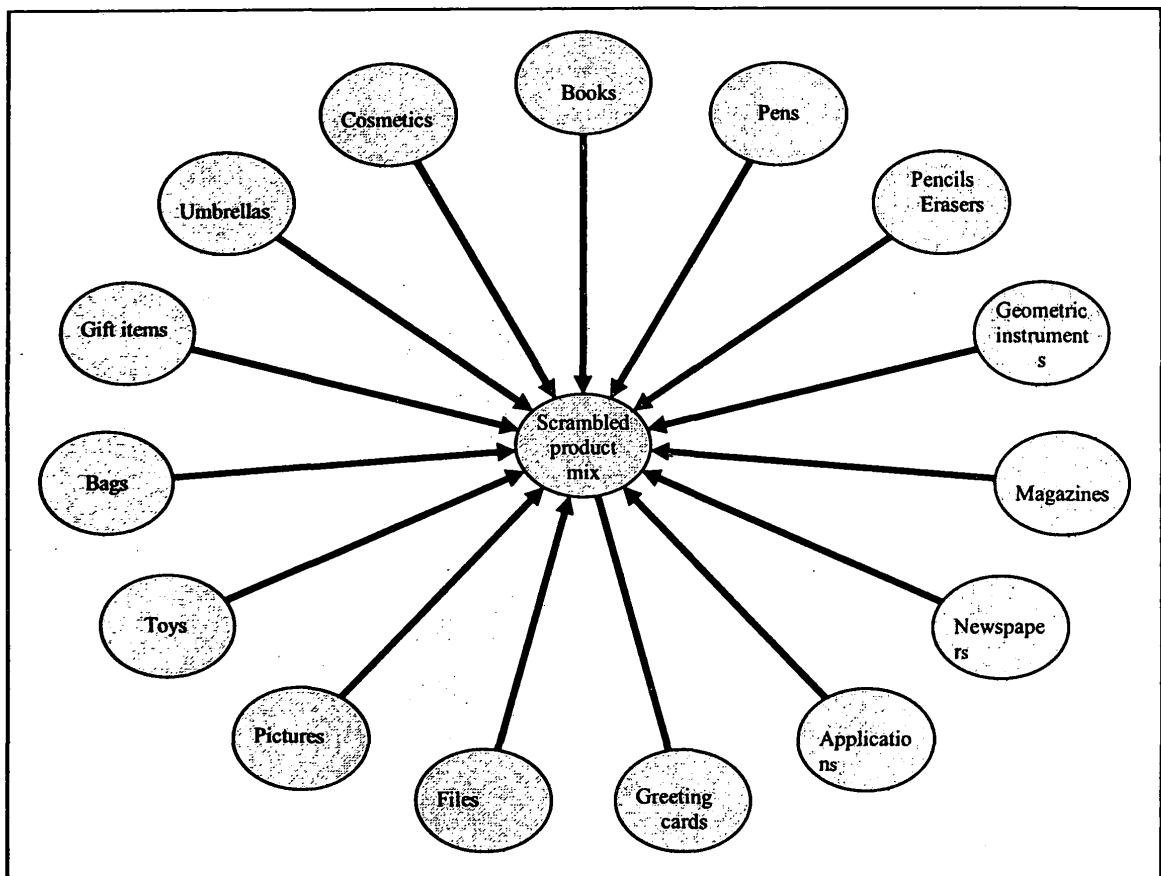 Books
Cosmetics
Pens
Pencils
Erasers
Umbrellas
Geometric
instrument
s
Gift items
Scrambled
product
mix
Bags
Magazines
Toys
Newspape
rs
Pictures
Applicatio
ns
Files
Greeting
cards